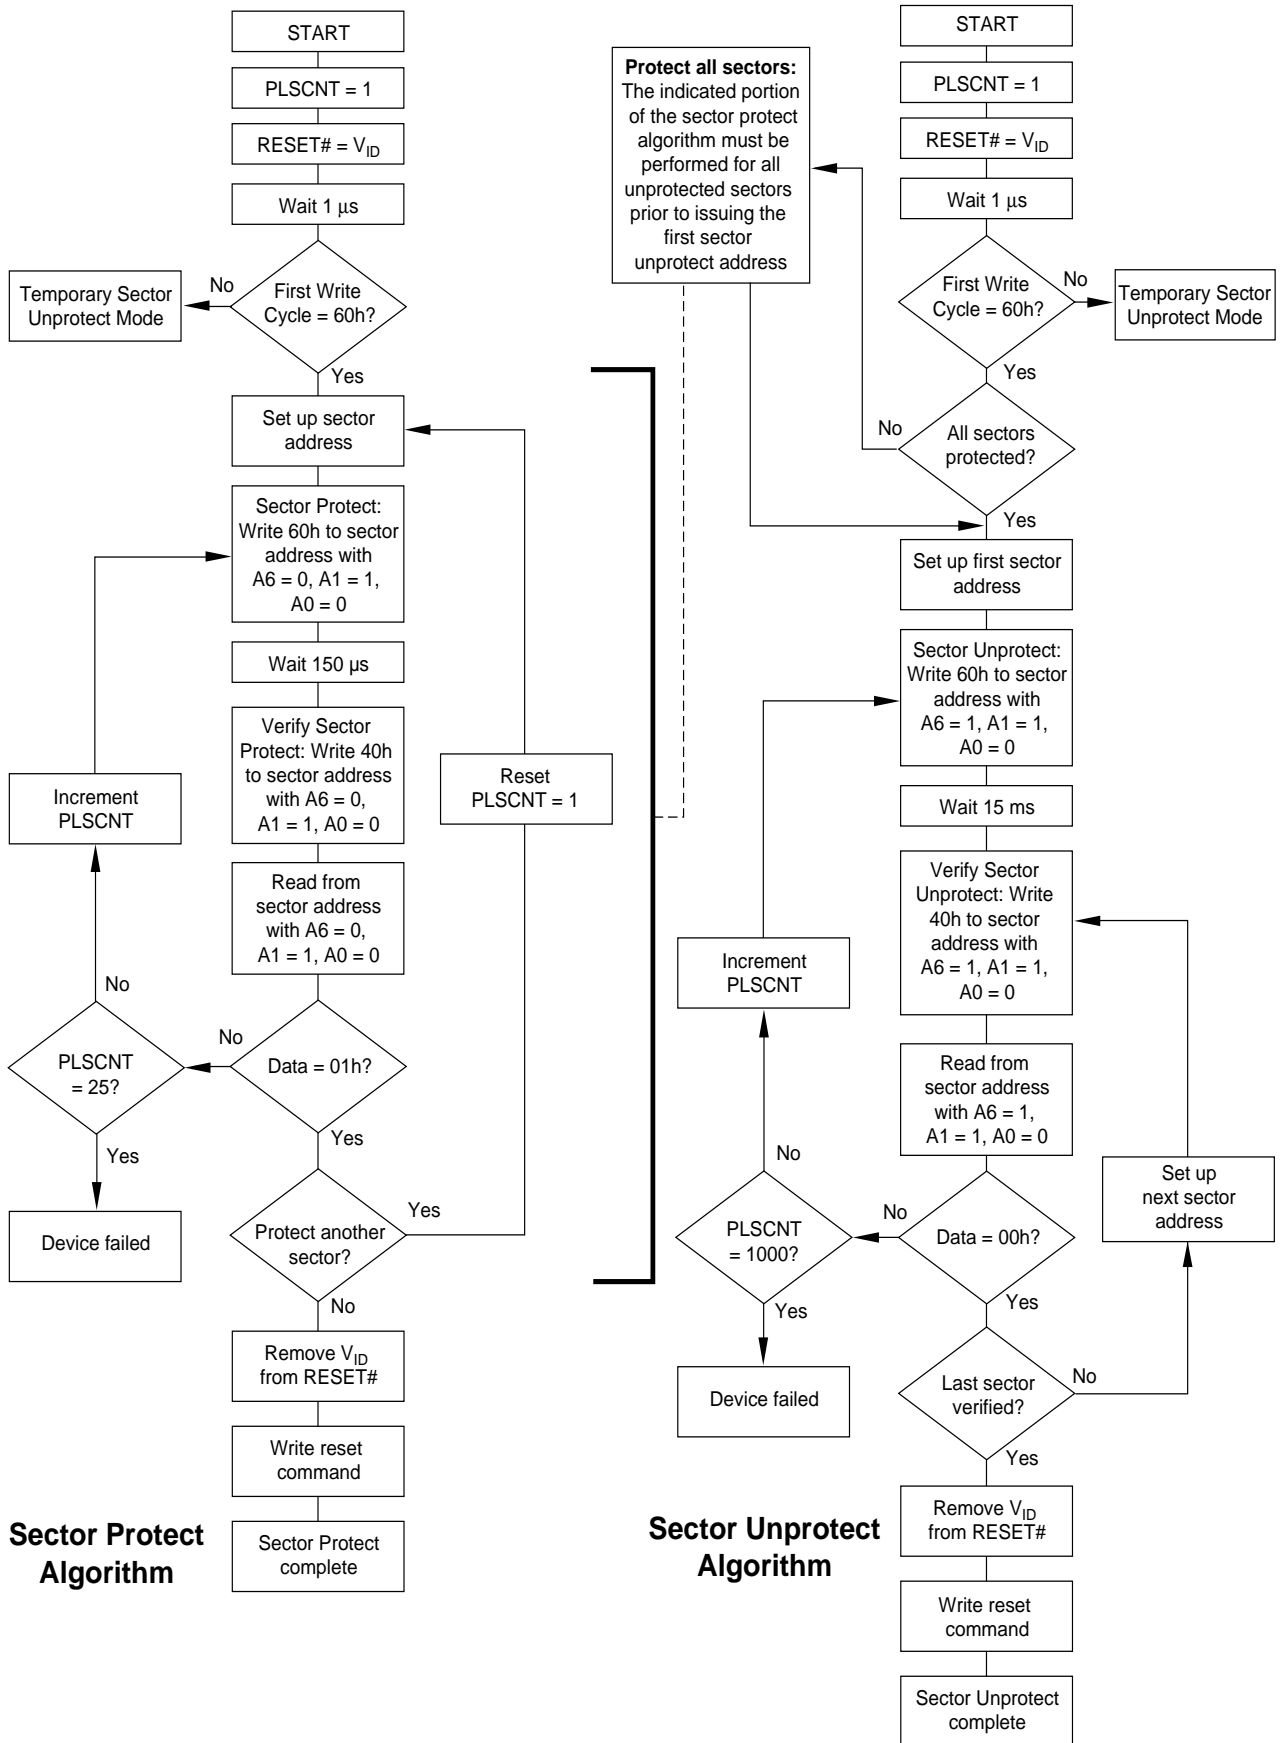 START
PLSCNT = 1
RESET# = VID
Wait 1 μs
First Write
Cycle = 60h?
No
Temporary Sector
Unprotect Mode
Yes
Set up sector
address
Sector Protect:
Write 60h to sector
address with
A6 = 0, A1 = 1,
A0 = 0
Wait 150 µs
Verify Sector
Protect: Write 40h
to sector address
with A6 = 0,
A1 = 1, A0 = 0
Reset
PLSCNT = 1
Increment
PLSCNT
Read from
sector address
with A6 = 0,
A1 = 1, A0 = 0
No
No
PLSCNT
= 25?
Data = 01h?
Yes
Yes
Device failed
Protect another
sector?
Yes
No
Remove VID
from RESET#
Write reset
command
Sector Protect
complete
Sector Protect
Algorithm
Protect all sectors:
The indicated portion
of the sector protect
algorithm must be
performed for all
unprotected sectors
prior to issuing the
first sector
unprotect address
START
PLSCNT = 1
RESET# = VID
Wait 1 μs
First Write
Cycle = 60h?
No
Temporary Sector
Unprotect Mode
Yes
No
All sectors
protected?
Yes
Set up first sector
address
Sector Unprotect:
Write 60h to sector
address with
A6 = 1, A1 = 1,
A0 = 0
Wait 15 ms
Verify Sector
Unprotect: Write
40h to sector
address with
A6 = 1, A1 = 1,
A0 = 0
Increment
PLSCNT
Read from
sector address
with A6 = 1,
A1 = 1, A0 = 0
No
Set up
next sector
address
No
PLSCNT
= 1000?
Data = 00h?
Yes
Yes
Device failed
Last sector
verified?
No
Yes
Remove VID
from RESET#
Write reset
command
Sector Unprotect
complete
Sector Unprotect
Algorithm